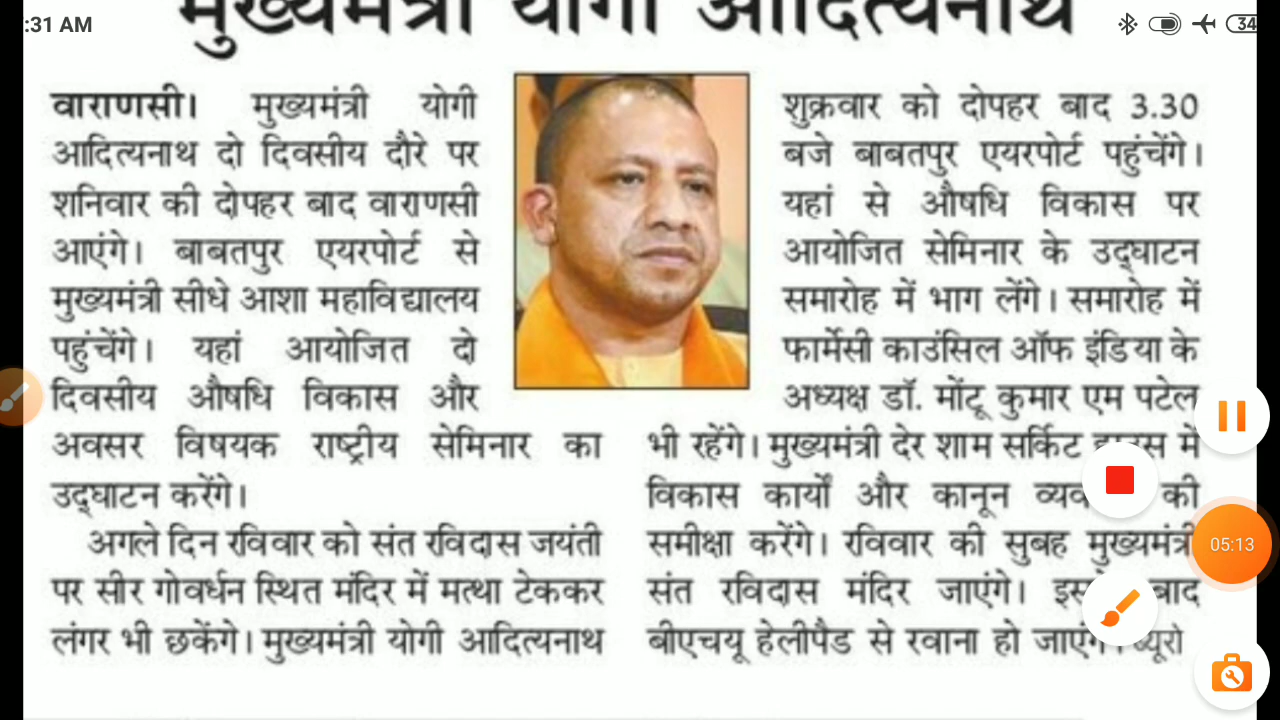 :31 AM
34
मुख्यमंत्री योगी आदित्यनाथ
वाराणसी। मुख्यमंत्री योगी
आदित्यनाथ दो दिवसीय दौरे पर
शनिवार की दोपहर बाद वाराणसी
आएंगे। बाबतपुर एयरपोर्ट से
मुख्यमंत्री सीधे आशा महाविद्यालय
पहुंचेंगे। यहां आयोजित दो
दिवसीय औषधि विकास और
अवसर विषयक राष्ट्रीय सेमिनार का
उद्घाटन करेंगे।
अगले दिन रविवार को संत रविदास जयंती
पर सीर गोवर्धन स्थित मंदिर में मत्था टेककर
लंगर भी छकेंगे। मुख्यमंत्री योगी आदित्यनाथ
शुक्रवार को दोपहर बाद 3.30
बजे बाबतपुर एयरपोर्ट पहुंचेंगे।
यहां से औषधि विकास पर
आयोजित सेमिनार के उद्घाटन
समारोह में भाग लेंगे। समारोह में
फार्मेसी काउंसिल ऑफ इंडिया के
अध्यक्ष डॉ. मोंटू कुमार एम पटेल
भी रहेंगे। मुख्यमंत्री देर शाम सर्किट में
विकास कार्यों और कानून की
समीक्षा करेंगे। रविवार की सुबह मुख्यमंत्री
संत रविदास मंदिर जाएंगे। बाद
बीएचयू हेलीपैड से रवाना हो ब्यूरो
05:13